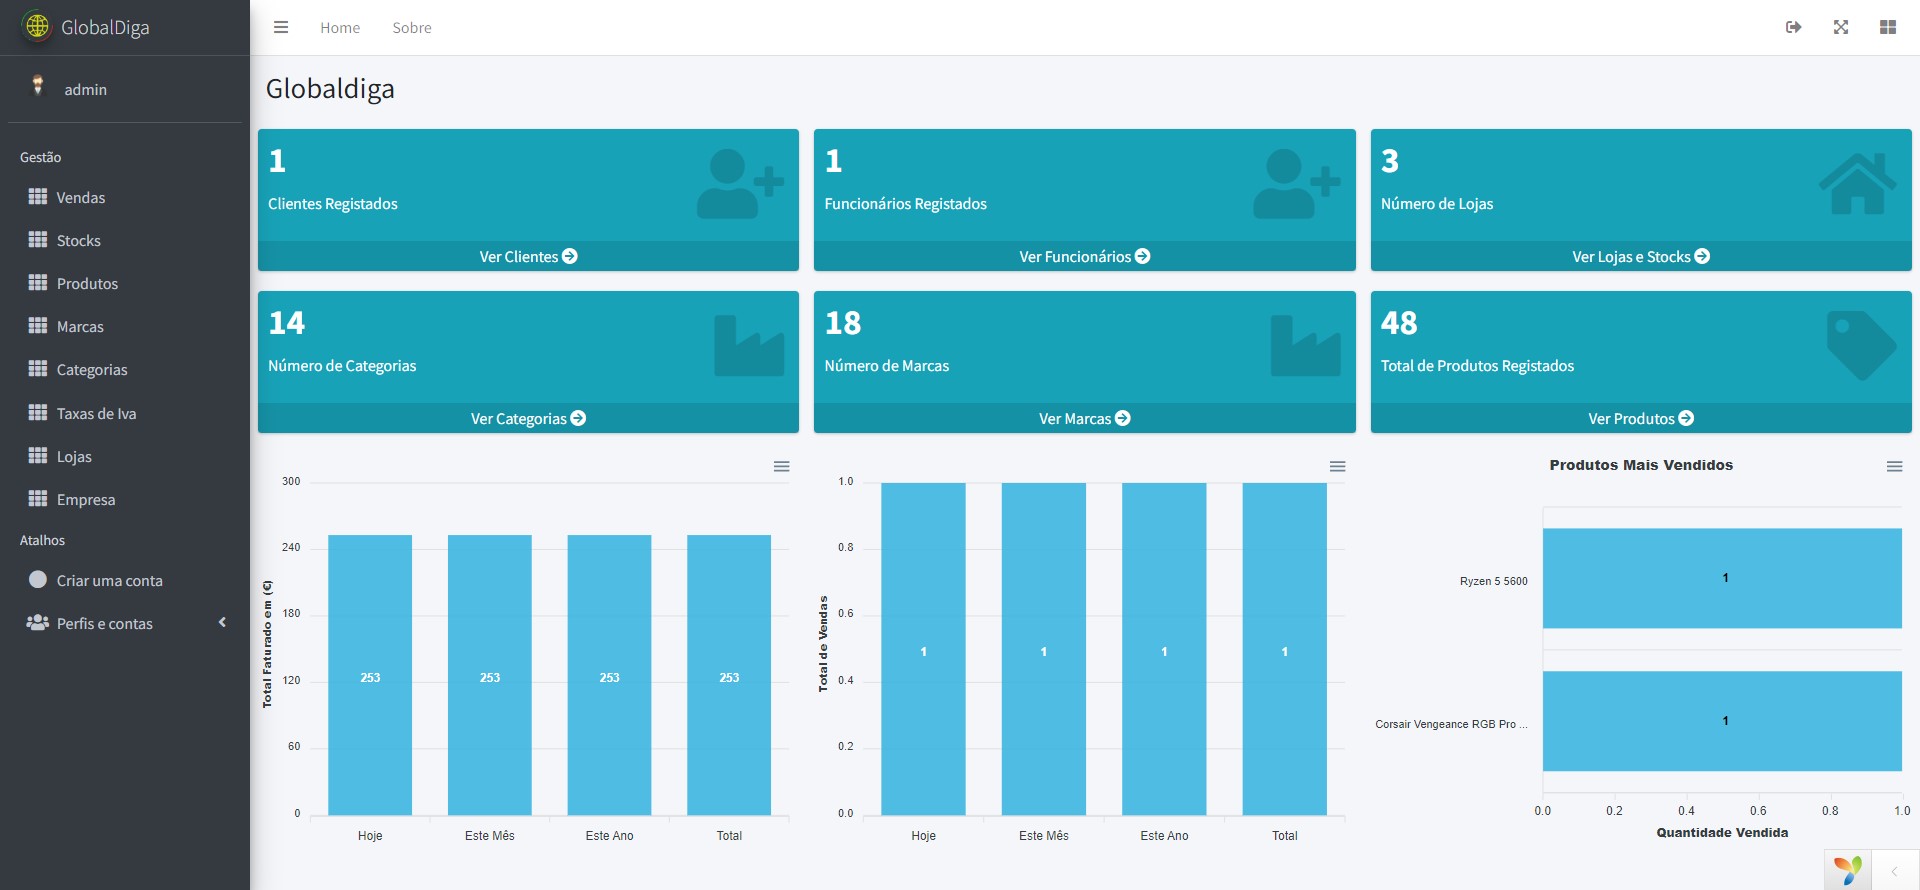 GlobalDiga
Home
Sobre
admin
Gestão
Vendas
Stocks
Produtos
Marcas
Categorias
Taxas de Iva
Lojas
Empresa
Atalhos
Criar uma conta
Perfis e contas
Globaldiga
1
Clientes Registados
Ver Clientes
1
Funcionários Registados
Ver Funcionários
3
Número de Lojas
Ver Lojas e Stocks
14
Número de Categorias
Ver Categorias
18
Número de Marcas
Ver Marcas
48
Total de Produtos Registados
Ver Produtos
Total Faturado em (€)
300
240
180
120
60
0
253
253
253
253
Hoje
Este Mês
Este Ano
Total
Total de Vendas
1.0
0.8
0.6
0.4
0.2
0.0
1
1
1
1
Hoje
Este Mês
Este Ano
Total
Produtos Mais Vendidos
Ryzen 5 5600
1
Corsair Vengeance RGB Pro ...
1
0.0
0.2
0.4
0.6
0.8
1.0
Quantidade Vendida